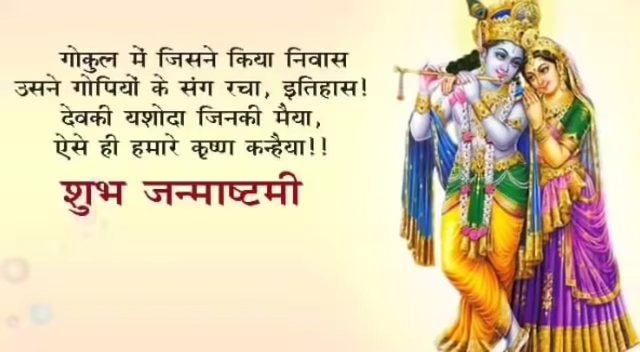 गोकुल में जिसने किया निवास
उसने गोपियों के संग रचा, इतिहास!
देवकी यशोदा जिनकी मैया,
ऐसे ही हमारे कृष्ण कन्हैया!!
शुभ जन्माष्टमी